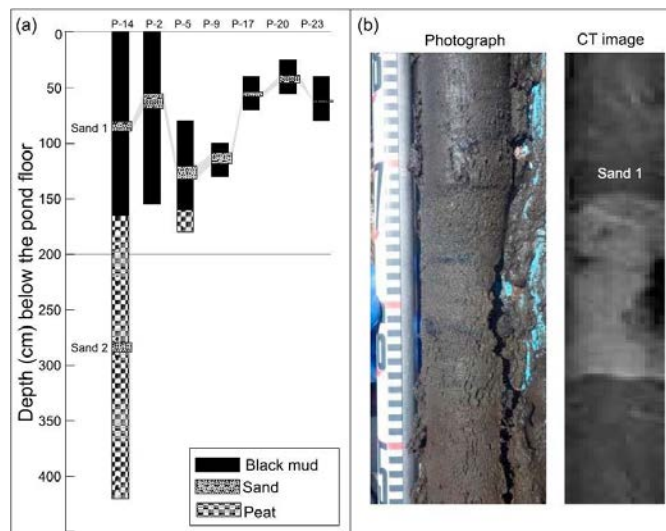 (a)
P-14 P-2 P-5 P-9 P-17 P-20 P-23
Depth (cm) below the pond floor
0
50
100
150
200
250
300
350
400
Sand 1
Sand 2
Black mud
Sand
Peat
(b)
Photograph
CT image
Sand 1